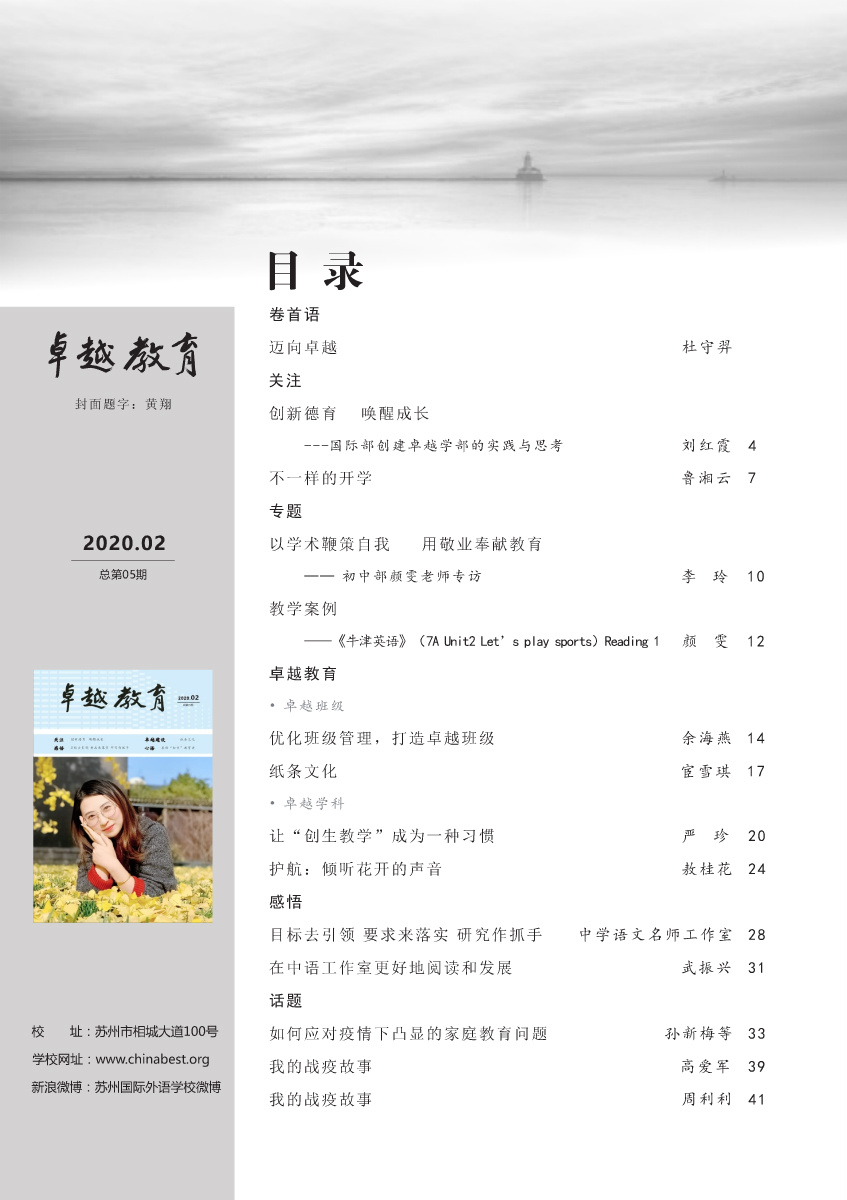 目 录
卷首语
迈向卓越 杜守羿
关注
创新德育 唤醒成长
---国际部创建卓越学部的实践与思考 刘红霞 4
不一样的开学 鲁湘云 7
专题
以学术鞭策自我 用敬业奉献教育
—— 初中部颜雯老师专访 李 玲 10
教学案例
——《牛津英语》(7A Unit2 Let’s play sports) Reading 1 颜 雯 12
卓越教育
• 卓越班级
优化班级管理，打造卓越班级 余海燕 14
纸条文化 宦雪琪 17
• 卓越学科
让“创生教学”成为一种习惯 严 珍 20
护航：倾听花开的声音 敖桂花 24
感悟
目标去引领 要求来落实 研究作抓手 中学语文名师工作室 28
在中语工作室更好地阅读和发展 武振兴 31
话题
如何应对疫情下凸显的家庭教育问题 孙新梅等 33
我的战疫故事 高爱军 39
我的战疫故事 周利利 41
卓越教育
封面题字：黄翔
2020.02
总第05期
卓越教育
2020.02
关注
卓越建设
感悟
心语
校 址：苏州市相城大道100号
学校网址：www.chinabest.org
新浪微博：苏州国际外语学校微博